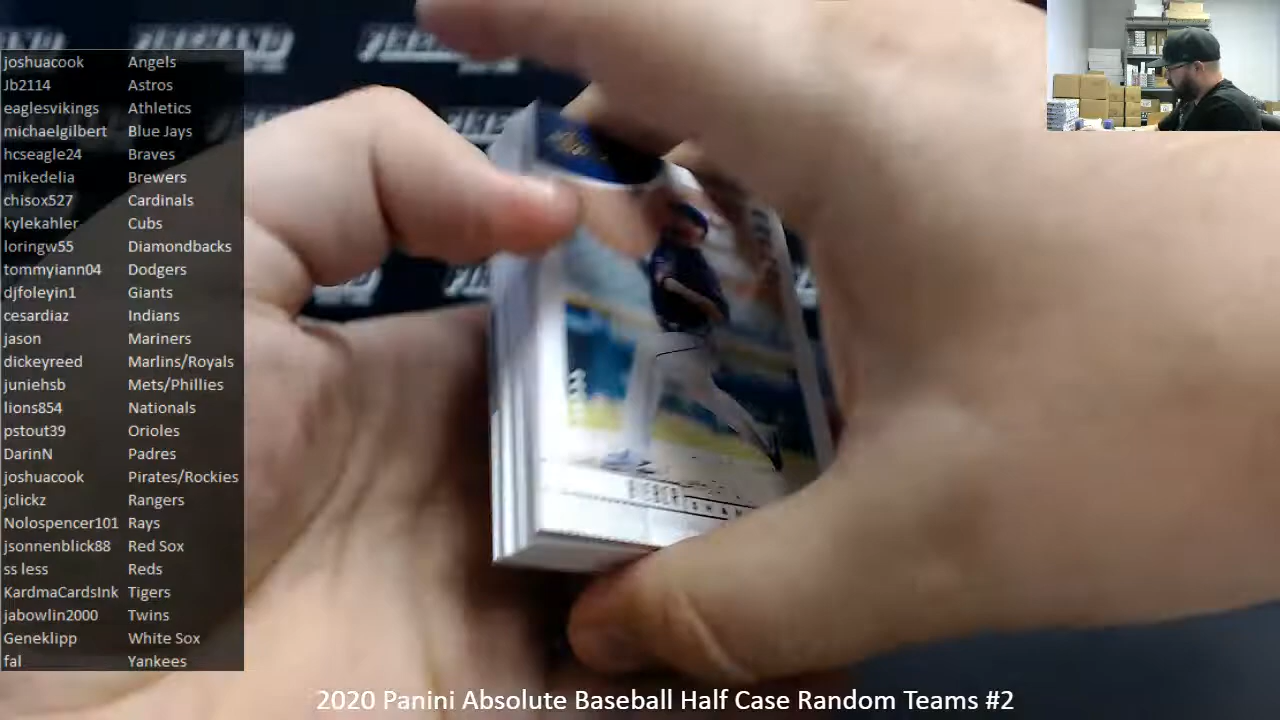 joshuacook Angels
Jb2114 Astros
eaglesvikings Athletics
michaelgilbert Blue Jays
hcseagle24 Braves
mikedelia Brewers
chisox527 Cardinals
kylekahler Cubs
loringw55 Diamondbacks
tommyiann04 Dodgers
djfoleyin1 Giants
cesardiaz Indians
jason Mariners
dickeyreed Marlins/Royals
juniehsb Mets/Phillies
lions854 Nationals
pstout39 Orioles
DarinN Padres
joshuacook Pirates/Rockies
jclickz Rangers
Nolospencer101 Rays
jsonnenblick88 Red Sox
ss less Reds
KardmaCardsInk Tigers
jabowlin2000 Twins
Geneklipp White Sox
fal Yankees
BIEBER
2020 Panini Absolute Baseball Half Case Random Teams #2